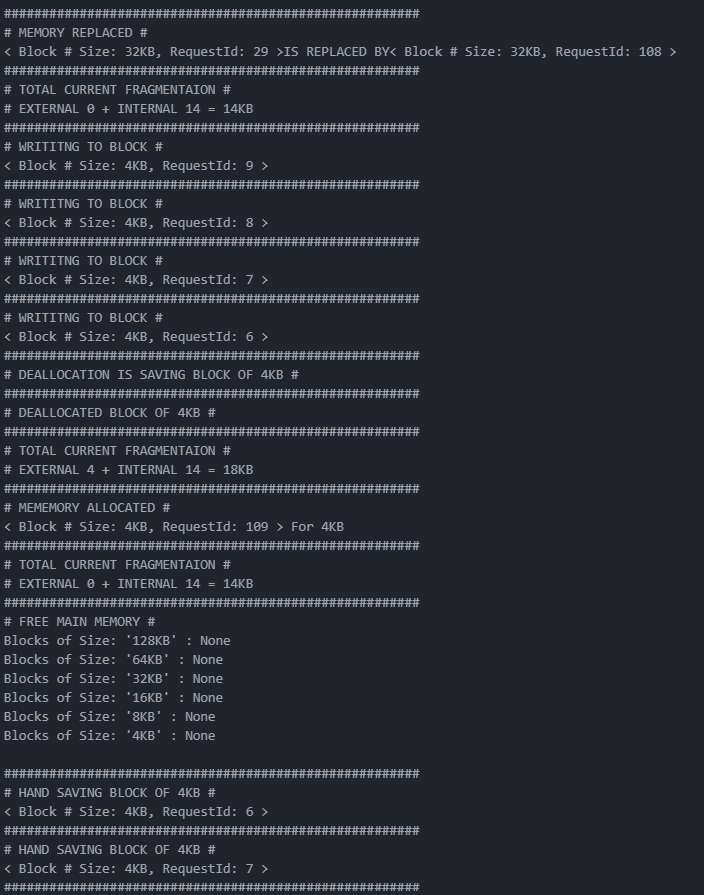 #######################################################
# MEMORY REPLACED #
< Block # Size: 32KB, RequestId: 29 >IS REPLACED BY< Block # Size: 32KB, RequestId: 108 >
#######################################################
# TOTAL CURRENT FRAGMENTAION #
# EXTERNAL 0 + INTERNAL 14 = 14KB
#######################################################
# WRITITNG TO BLOCK #
< Block # Size: 4KB, RequestId: 9 >
#######################################################
# WRITITNG TO BLOCK #
< Block # Size: 4KB, RequestId: 8 >
#######################################################
# WRITITNG TO BLOCK #
< Block # Size: 4KB, RequestId: 7 >
#######################################################
# WRITITNG TO BLOCK #
< Block # Size: 4KB, RequestId: 6 >
#######################################################
# DEALLOCATION IS SAVING BLOCK OF 4KB #
#######################################################
# DEALLOCATED BLOCK OF 4KB #
#######################################################
# TOTAL CURRENT FRAGMENTAION #
# EXTERNAL 4 + INTERNAL 14 = 18KB
#######################################################
# MEMEMORY ALLOCATED #
< Block # Size: 4KB, RequestId: 109 > For 4KB
#######################################################
# TOTAL CURRENT FRAGMENTAION #
# EXTERNAL 0 + INTERNAL 14 = 14KB
#######################################################
# FREE MAIN MEMORY #
Blocks of Size: '128KB' : None
Blocks of Size: '64KB' : None
Blocks of Size: '32KB' : None
Blocks of Size: '16KB' : None
Blocks of Size: '8KB' : None
Blocks of Size: '4KB' : None

#######################################################
# HAND SAVING BLOCK OF 4KB #
< Block # Size: 4KB, RequestId: 6 >
#######################################################
# HAND SAVING BLOCK OF 4KB #
< Block # Size: 4KB, RequestId: 7 >
#######################################################